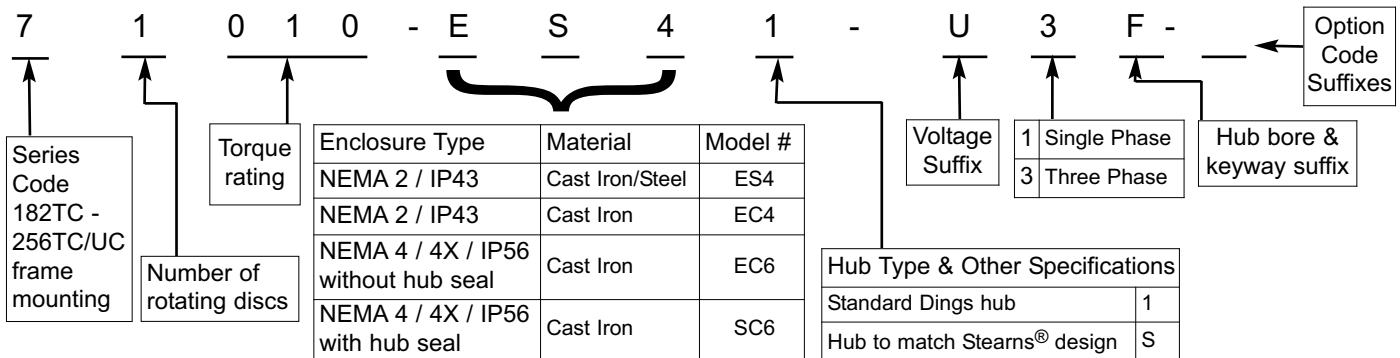 7 1 0 1 0 - E S 4 1 - U 3 F -
Option
Code
Suffixes
Series
Code
182TC -
256TC/UC
frame
mounting
Number of
rotating discs
Torque
rating
Enclosure Type Material Model #
NEMA 2 / IP43 Cast Iron/Steel ES4
NEMA 2 / IP43 Cast Iron EC4
NEMA 4 / 4X / IP56
without hub seal Cast Iron EC6
NEMA 4 / 4X / IP56
with hub seal Cast Iron SC6
Hub Type & Other Specifications
Standard Dings hub 1
Hub to match Stearns® design S
Voltage
Suffix
1 Single Phase
3 Three Phase
Hub bore &
keyway suffix